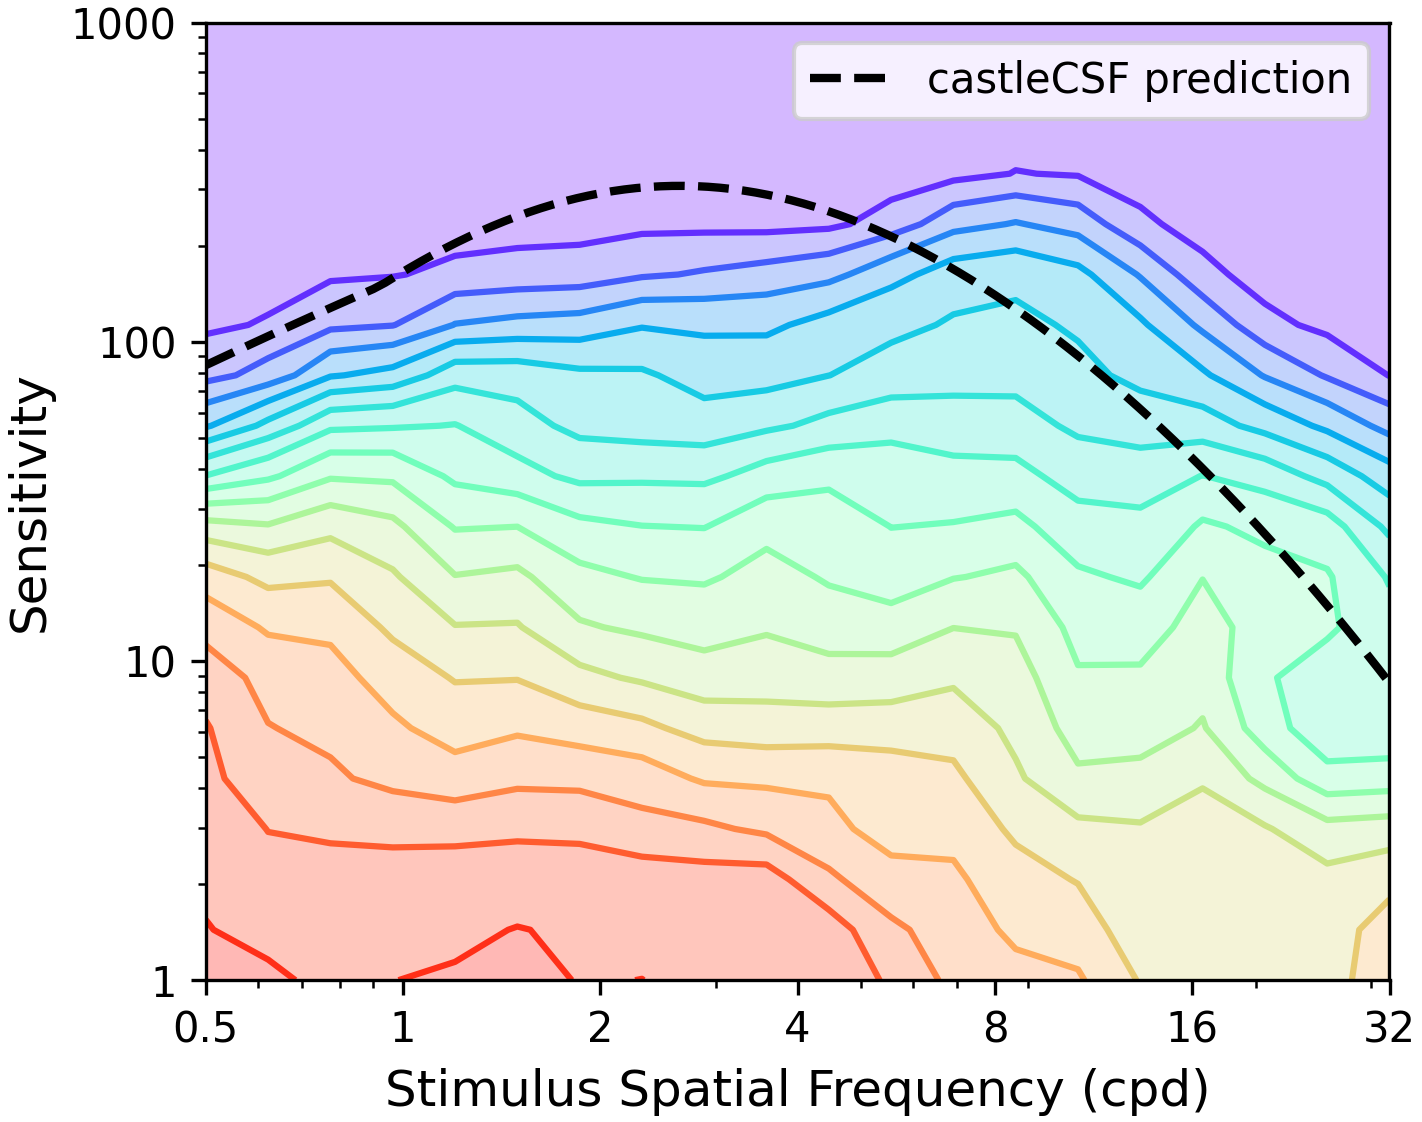 1000
100
10
1
Sensitivity
castleCSF prediction
0.5 1 2 4 8 16 32
Stimulus Spatial Frequency (cpd)